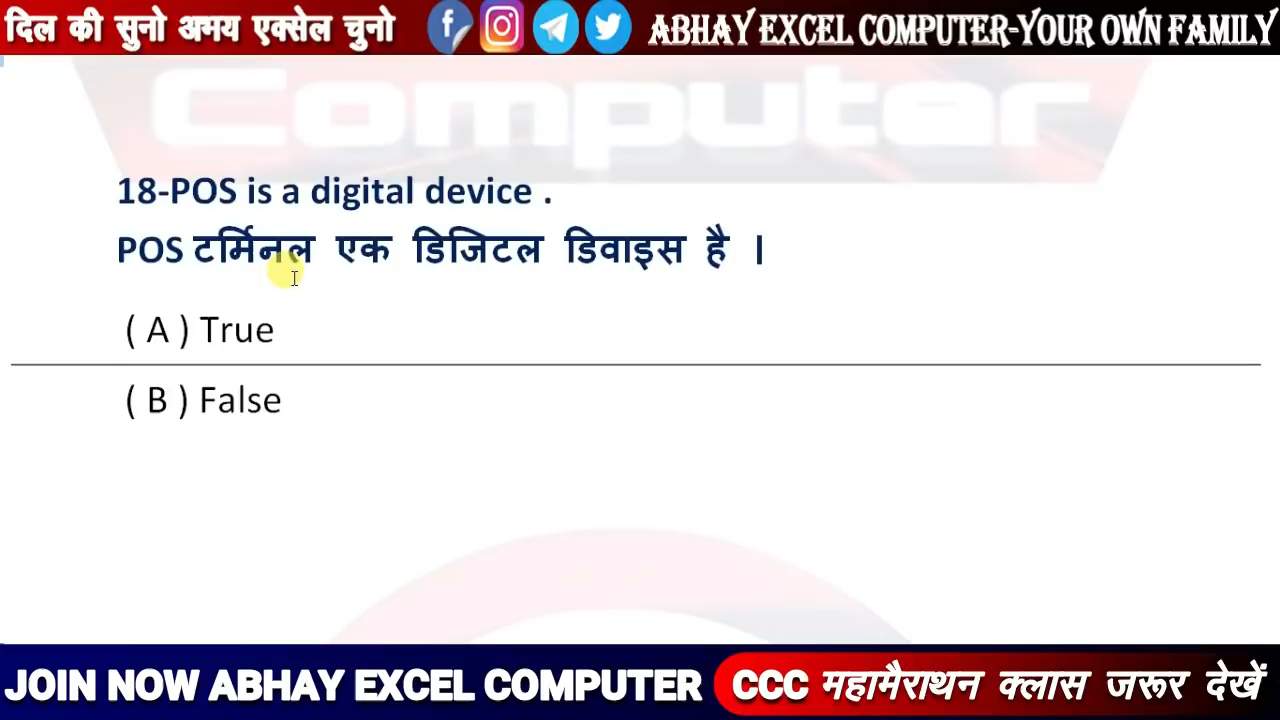 दिल की सुनो अभय एक्सेल चुनो ABHAY EXCEL COMPUTER-YOUR OWN FAMILY
Computer
18-POS is a digital device .
POS टर्मिनल एक डिजिटल डिवाइस है ।
( A ) True
( B ) False
JOIN NOW ABHAY EXCEL COMPUTER CCC महामैराथन क्लास जरूर देखें